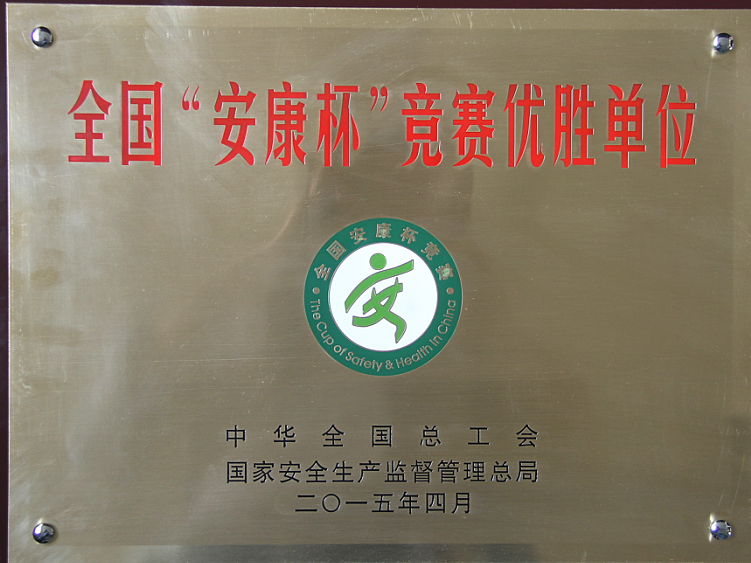 全国“安康杯”竞赛优胜单位
全国安康杯竞赛
The Cup of Safety & Health In China
中华全国总工会
国家安全生产监督管理总局
二〇一五年四月